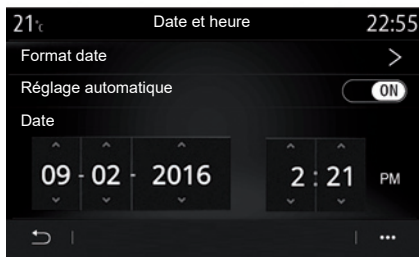 21°c Date et heure 22:55
Format date >
Réglage automatique ON
Date
09 - 02 - 2016 2 : 21 PM